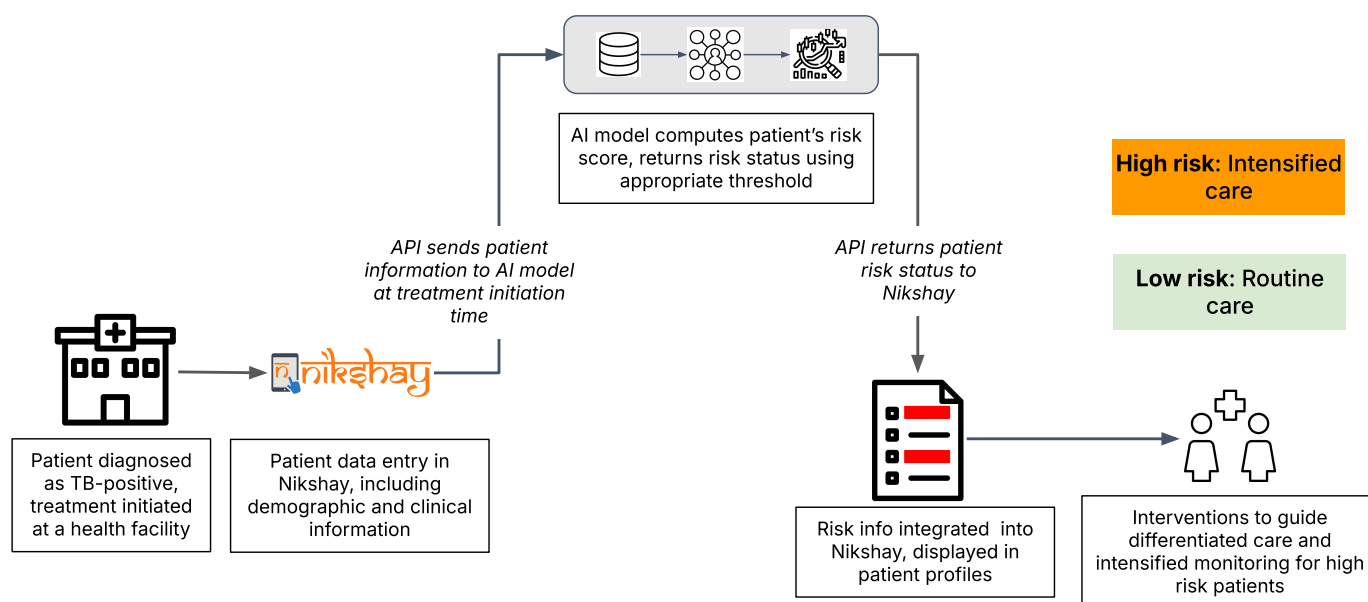 AI model computes patient's risk
score, returns risk status using
appropriate threshold
High risk: Intensified
care
Low risk: Routine
care
API sends patient
information to AI model
at treatment initiation
time
API returns patient
risk status to
Nikshay
n
nikshay
Patient diagnosed
as TB-positive,
treatment initiated
at a health facility
Patient data entry in
Nikshay, including
demographic and clinical
information
Risk info integrated into
Nikshay, displayed in
patient profiles
Interventions to guide
differentiated care and
intensified monitoring for high
risk patients